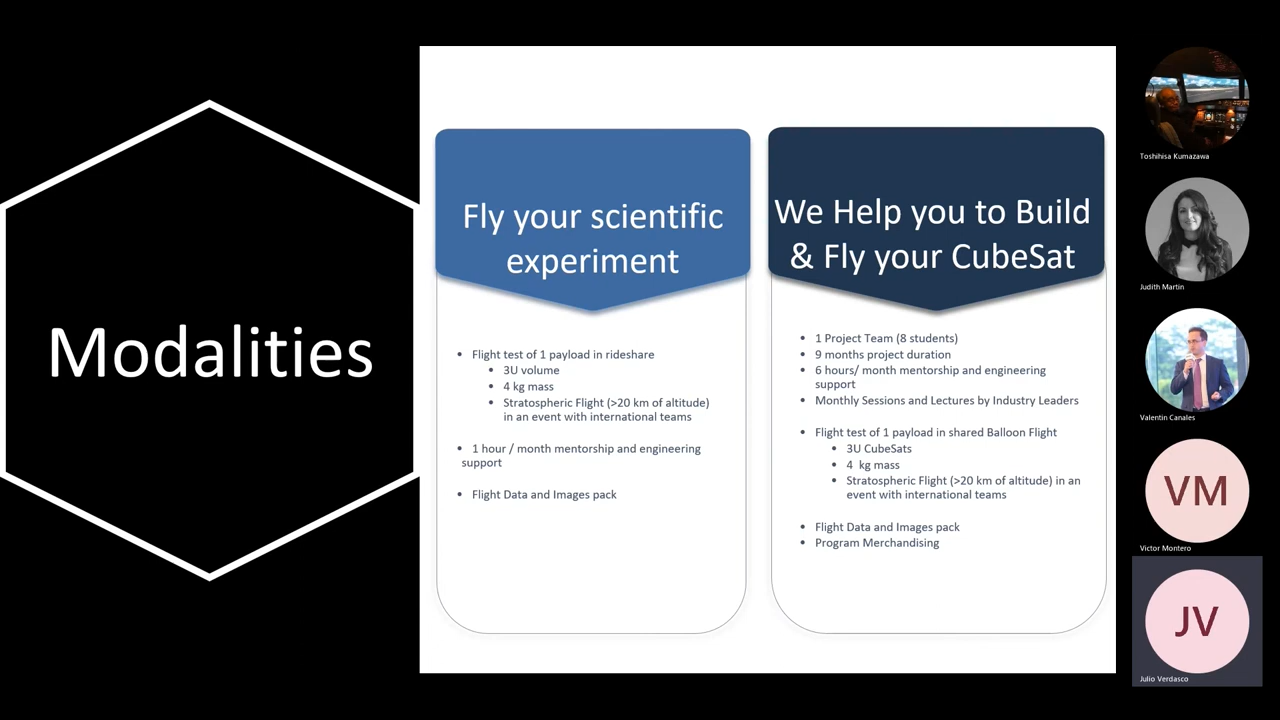 Modalities
Fly your scientific
experiment
• Flight test of 1 payload in rideshare
• 3U volume
• 4 kg mass
• Stratospheric Flight (>20 km of altitude)
in an event with international teams
• 1 hour / month mentorship and engineering
support
• Flight Data and Images pack
We Help you to Build
& Fly your CubeSat
• 1 Project Team (8 students)
• 9 months project duration
• 6 hours/ month mentorship and engineering
support
• Monthly Sessions and Lectures by Industry Leaders
• Flight test of 1 payload in shared Balloon Flight
• 3U CubeSats
• 4 kg mass
• Stratospheric Flight (>20 km of altitude) in an
event with international teams
• Flight Data and Images pack
• Program Merchandising
Toshihisa Kumazawa
Judith Martin
Valentin Canales
VM
Victor Montero
JV
Julio Verdasco